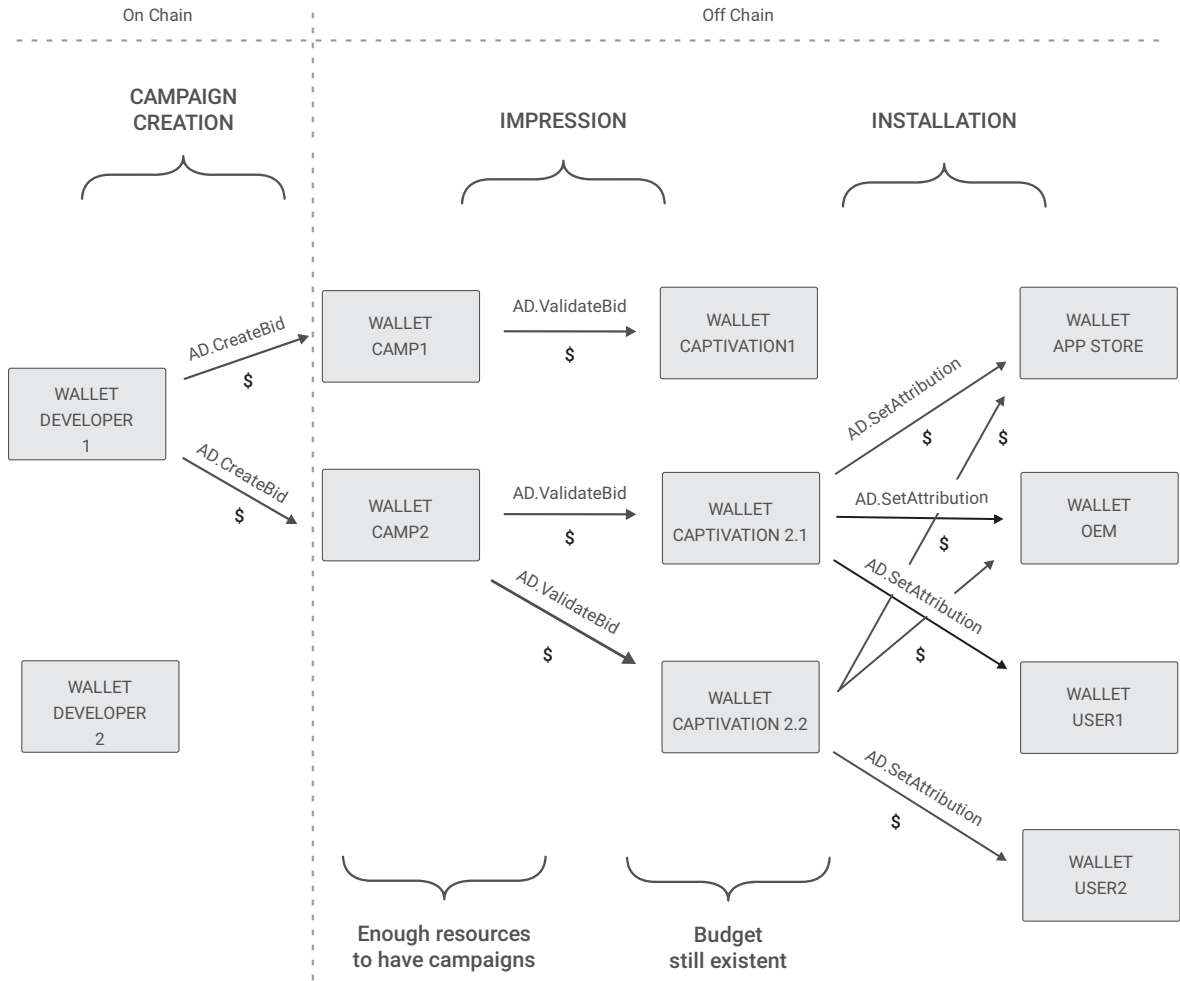 On Chain
Off Chain
CAMPAIGN
CREATION
IMPRESSION
INSTALLATION
AD.CreateBid
$
WALLET
DEVELOPER
1
AD.CreateBid
$
WALLET
DEVELOPER
2
WALLET
CAMP1
AD.ValidateBid
$
WALLET
CAPTIVATION1
WALLET
CAMP2
AD.ValidateBid
$
WALLET
CAPTIVATION 2.1
AD.ValidateBid
$
WALLET
CAPTIVATION 2.2
AD.SetAttribution
$
$
WALLET
APP STORE
AD.SetAttribution
$
WALLET
OEM
AD.SetAttribution
$
WALLET
USER1
AD.SetAttribution
$
WALLET
USER2
Enough resources
to have campaigns
Budget
still existent